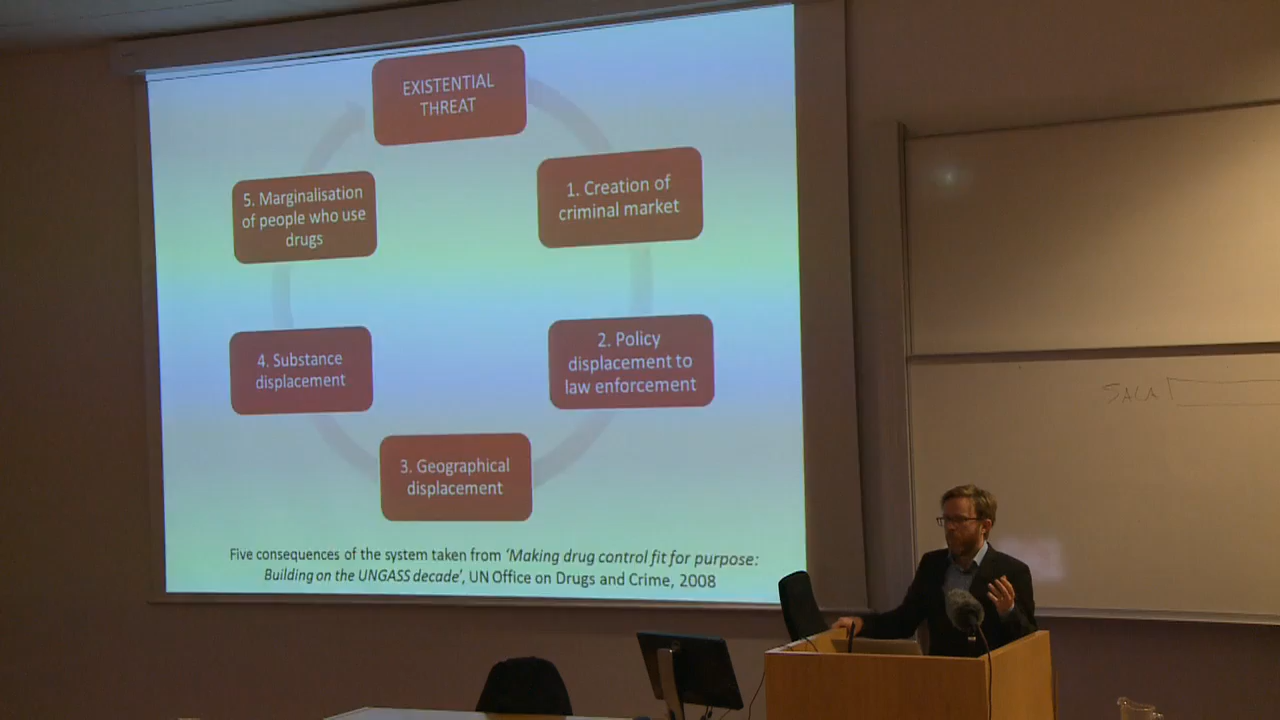 EXISTENTIAL
THREAT
1. Creation of
criminal market
2. Policy
displacement to
law enforcement
3. Geographical
displacement
4. Substance
displacement
5. Marginalisation
of people who use
drugs
Five consequences of the system taken from ‘Making drug control fit for purpose:
Building on the UNGASS decade’, UN Office on Drugs and Crime, 2008
SACA